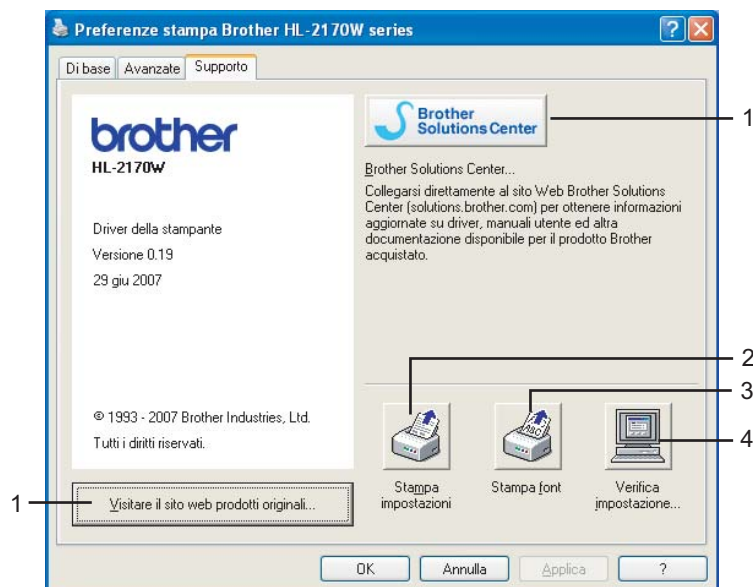 Preferenze stampa Brother HL-2170W series
Di base Avanzate Supporto
brother
HL-2170W
Driver della stampante
Versione 0.19
29 giu 2007
© 1993 - 2007 Brother Industries, Ltd.
Tutti i diritti riservati.
1
Visitare il sito web prodotti originali...
Brother
Solutions Center
1
Brother Solutions Center...
Collegarsi direttamente al sito Web Brother Solutions
Center (solutions.brother.com) per ottenere informazioni
aggiornate su driver, manuali utente ed altra
documentazione disponibile per il prodotto Brother
acquistato.
2
3
4
ABC
Stampa
impostazioni
Stampa font
Verifica
impostazione...
OK Annulla Applica ?